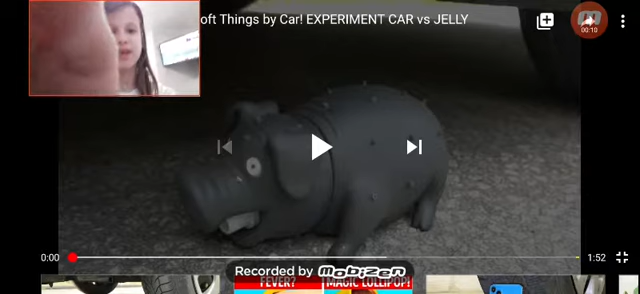 oft Things by Car! EXPERIMENT CAR vs JELLY
00:10
0:00
1:52
Recorded by Mobizen
FEVER? MAGIC LOLLIPOP!